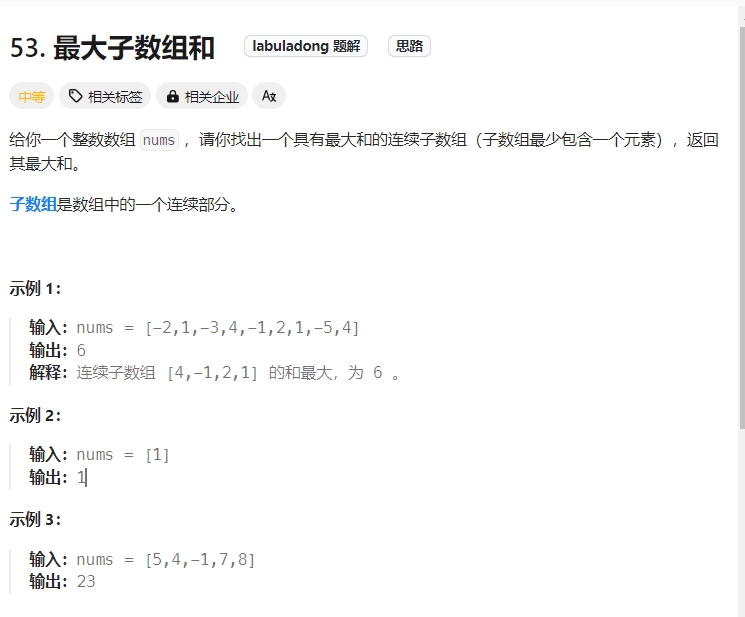 53. 最大子数组和 labuladong 题解 思路
中等 相关标签 相关企业 Aあ
给你一个整数数组 nums ，请你找出一个具有最大和的连续子数组（子数组最少包含一个元素），返回
其最大和。
子数组是数组中的一个连续部分。
示例 1：
输入：nums = [-2,1,-3,4,-1,2,1,-5,4]
输出：6
解释：连续子数组 [4,-1,2,1] 的和最大，为 6 。
示例 2：
输入：nums = [1]
输出：1
示例 3：
输入：nums = [5,4,-1,7,8]
输出：23